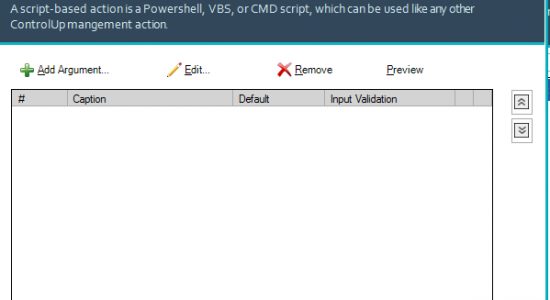 A script-based action is a Powershell, VBS, or CMD script, which can be used like any other
ControlUp mangement action.
Add Argument... Edit... Remove Preview
# Caption Default Input Validation